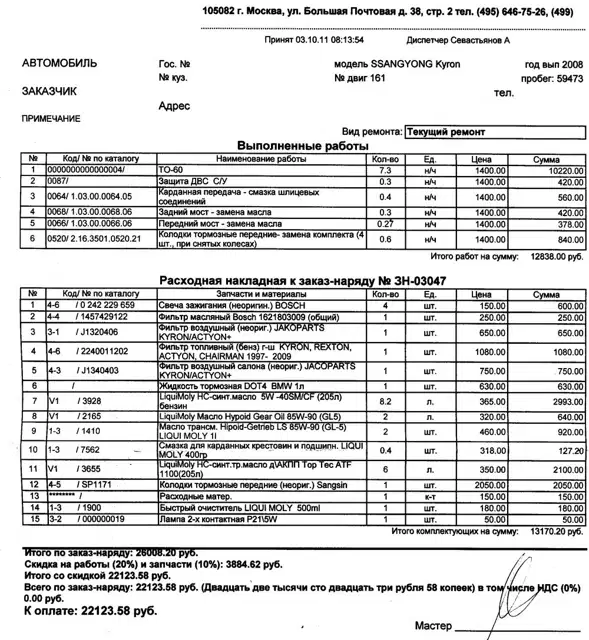 105082 г. Москва, ул. Большая Почтовая д. 38, стр. 2 тел. (495) 646-75-26, (499)
Принят 03.10.11 08:13:54 Диспетчер Севастьянов А
АВТОМОБИЛЬ Гос. № модель SSANGYONG Kyron год вып 2008
№ куз. № двиг 161 пробег: 59473
ЗАКАЗЧИК тел.
Адрес
ПРИМЕЧАНИЕ
Вид ремонта: Текущий ремонт
Выполненные работы
№ Код/ № по каталогу Наименование работы Кол-во Ед. Цена Сумма
1 0000000000000004/ ТО-60 7.3 н/ч 1400.00 10220.00
2 0087/ Защита ДВС С/У 0.3 н/ч 1400.00 420.00
3 0064/ 1.03.00.0064.05 Карданная передача - смазка шлицевых соединений 0.4 н/ч 1400.00 560.00
4 0068/ 1.03.00.0068.06 Задний мост - замена масла 0.3 н/ч 1400.00 420.00
5 0066/ 1.03.00.0066.06 Передний мост - замена масла 0.27 н/ч 1400.00 378.00
6 0520/ 2.16.3501.0520.21 Колодки тормозные передние- замена комплекта (4 шт., при снятых колесах) 0.6 н/ч 1400.00 840.00
Итого работ на сумму: 12838.00 руб.
Расходная накладная к заказ-наряду № ЗН-03047
№ Код/ № по каталогу Запчасти и материалы Кол-во Ед. Цена Сумма
1 4-6 / 0 242 229 659 Свеча зажигания (неоригин.) BOSCH 4 шт. 150.00 600.00
2 4-4 / 1457429122 Фильтр масляный Bosch 1621803009 (общий) 1 шт. 250.00 250.00
3 3-1 / J1320406 Фильтр воздушный (неориг.) JAKOPARTS KYRON/ACTYON+ 1 шт. 650.00 650.00
4 4-6 / 2240011202 Фильтр топливный (бенз) г-ш KYRON, REXTON, ACTYON, CHAIRMAN 1997- 2009 1 шт. 1080.00 1080.00
5 4-3 / J1340403 Фильтр воздушный салона (неориг.) JACOPARTS KYRON/ACTYON+ 1 шт. 750.00 750.00
6 / Жидкость тормозная DOT4 BMW 1л 1 шт. 630.00 630.00
7 V1 / 3928 LiquiMoly НС-синт.масло 5W -40SM/CF (205л) бензин 8.2 л. 365.00 2993.00
8 V1 / 2165 LiquiMoly Масло Hypoid Gear Oil 85W-90 (GL5) 2 л. 320.00 640.00
9 1-3 / 1410 Масло трансм. Hipoid-Getrieb LS 85W-90 (GL-5) LIQUI MOLY 1l 2 шт. 460.00 920.00
10 1-3 / 7562 Смазка для карданных крестовин и подшипн. LIQUI MOLY 400гр 0.4 шт. 318.00 127.20
11 V1 / 3655 LiquiMoly НС-синт.тр.масло д\АКПП Top Tec ATF 1100(205л) 6 л. 350.00 2100.00
12 4-5 / SP1171 Колодки тормозные передние (неориг.) Sangsin 1 шт. 2050.00 2050.00
13 ******** / Расходные матер. 1 к-т 150.00 150.00
14 1-3 / 1900 Быстрый очиститель LIQUI MOLY 500ml 1 шт. 180.00 180.00
15 3-2 / 000000019 Лампа 2-х контактная P21\5W 1 шт. 50.00 50.00
Итого комплектующих на сумму: 13170.20 руб.
Итого по заказ-наряду: 26008.20 руб.
Скидка на работы (20%) и запчасти (10%): 3884.62 руб.
Итого со скидкой 22123.58 руб.
Всего по заказ-наряду: 22123.58 руб. (Двадцать две тысячи сто двадцать три рубля 58 копеек) в том числе НДС (0%)
0.00 руб.
К оплате: 22123.58 руб.
Мастер